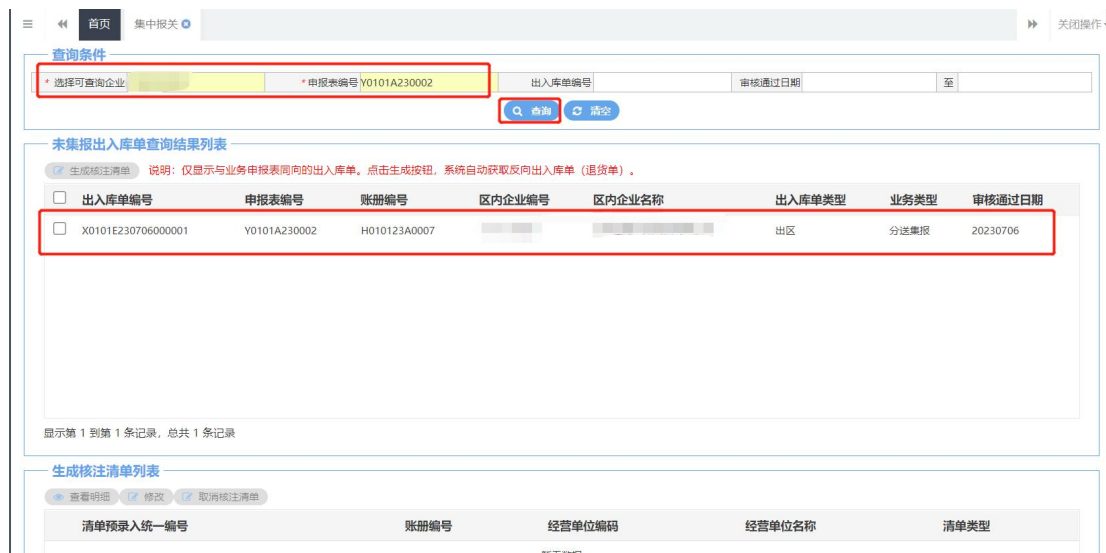 首页 集中报关 关闭操作
查询条件
* 选择可查询企业 * 申报表编号 Y0101A230002 出入库单编号 审核通过日期 至
查询 清空
未集报出入库单查询结果列表
生成核注清单 说明：仅显示与业务申报表同向的出入库单。点击生成按钮，系统自动获取反向出入库单（退货单）。
出入库单编号 申报表编号 账册编号 区内企业编号 区内企业名称 出入库单类型 业务类型 审核通过日期
X0101E230706000001 Y0101A230002 H010123A0007 出区 分送集报 20230706
显示第 1 到第 1 条记录，总共 1 条记录
生成核注清单列表
查看明细 修改 取消核注清单
清单预录入统一编号 账册编号 经营单位编码 经营单位名称 清单类型